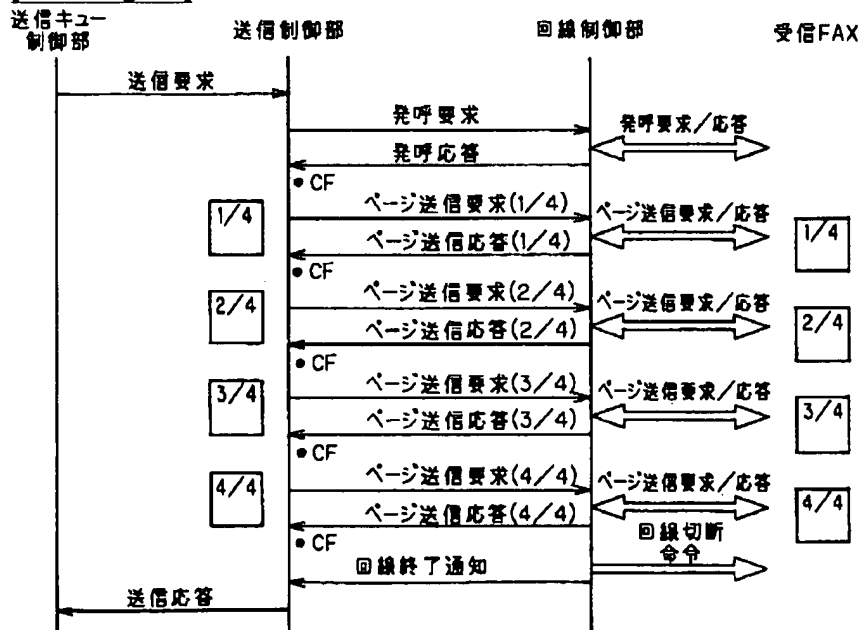 送信キュー
制御部
送信制御部
回線制御部
受信FAX
送信要求
発呼要求
発呼要求/応答
発呼応答
• CF
ページ送信要求(1/4)
ページ送信要求/応答
1/4
1/4
ページ送信応答(1/4)
• CF
ページ送信要求(2/4)
ページ送信要求/応答
2/4
2/4
ページ送信応答(2/4)
• CF
ページ送信要求(3/4)
ページ送信要求/応答
3/4
3/4
ページ送信応答(3/4)
• CF
ページ送信要求(4/4)
ページ送信要求/応答
4/4
4/4
ページ送信応答(4/4)
• CF
回線切断
命令
回線終了通知
送信応答